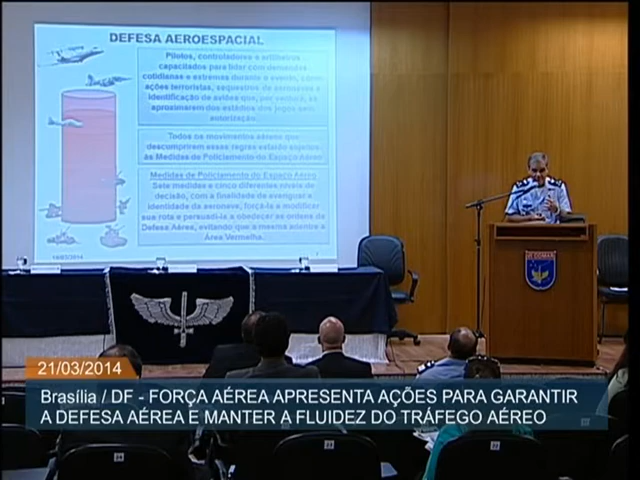 DEFESA AEROESPACIAL
Pilotos, controladores e artilheiros
capacitados para lidar com demandas
cotidianas e extremas durante o evento, como
ações terroristas, sequestros de aeronaves e
identificação de aviões que, por ventura, se
aproximarem dos estádios dos jogos sem
autorização.
Todos os movimentos aéreos que
descumprirem essas regras estarão sujeitos
às Medidas de Policiamento do Espaço Aéreo
Medidas de Policiamento do Espaço Aéreo
Sete medidas e cinco diferentes níveis de
decisão, com a finalidade de averiguar a
identidade da aeronave, forçá-la a modificar
sua rota e persuadi-la a obedecer as ordens da
Defesa Aérea, evitando que a mesma adentre a
Área Vermelha.
VI COMAR
21/03/2014
Brasília / DF - FORÇA AÉREA APRESENTA AÇÕES PARA GARANTIR
A DEFESA AÉREA E MANTER A FLUIDEZ DO TRÁFEGO AÉREO